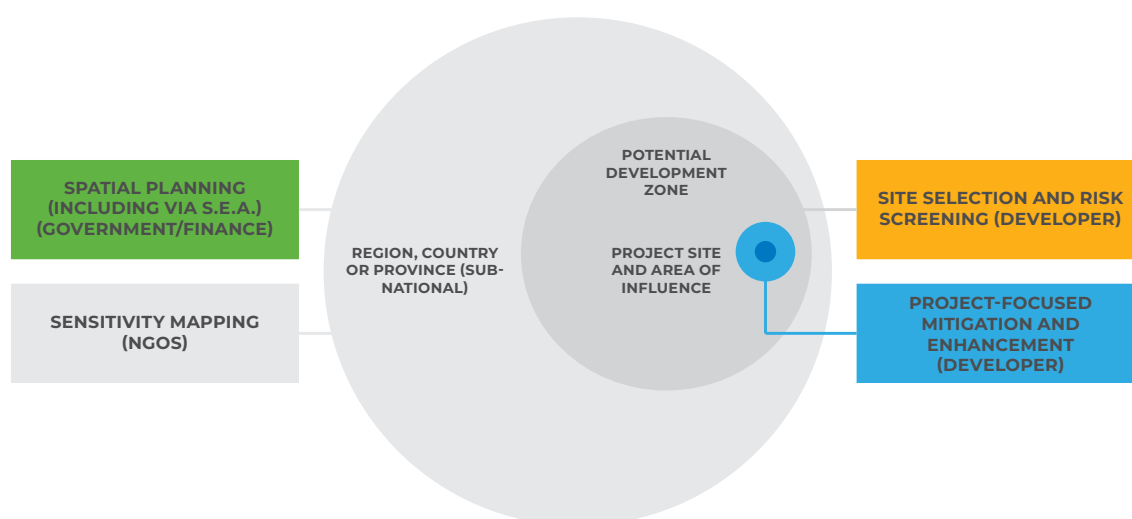 SPATIAL PLANNING
(INCLUDING VIA S.E.A.)
(GOVERNMENT/FINANCE)
SENSITIVITY MAPPING
(NGOS)
REGION, COUNTRY
OR PROVINCE (SUB-
NATIONAL)
POTENTIAL
DEVELOPMENT
ZONE
PROJECT SITE
AND AREA OF
INFLUENCE
SITE SELECTION AND RISK
SCREENING (DEVELOPER)
PROJECT-FOCUSED
MITIGATION AND
ENHANCEMENT
(DEVELOPER)